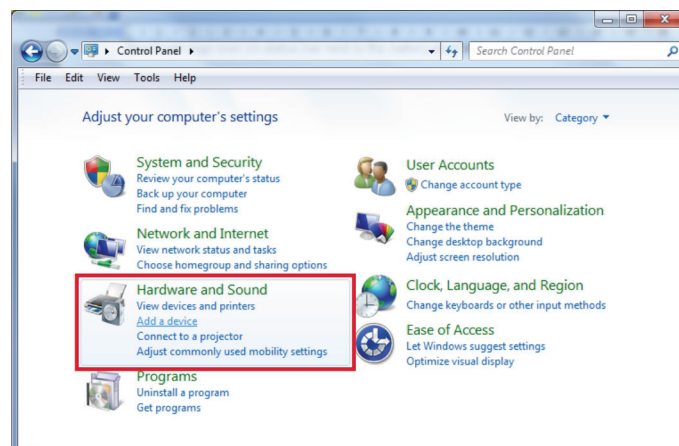 Control Panel
Search Control Panel
File Edit View Tools Help
Adjust your computer's settings
View by: Category
System and Security
Review your computer's status
Back up your computer
Find and fix problems
Network and Internet
View network status and tasks
Choose homegroup and sharing options
Hardware and Sound
View devices and printers
Add a device
Connect to a projector
Adjust commonly used mobility settings
Programs
Uninstall a program
Get programs
User Accounts
Change account type
Appearance and Personalization
Change the theme
Change desktop background
Adjust screen resolution
Clock, Language, and Region
Change keyboards or other input methods
Ease of Access
Let Windows suggest settings
Optimize visual display